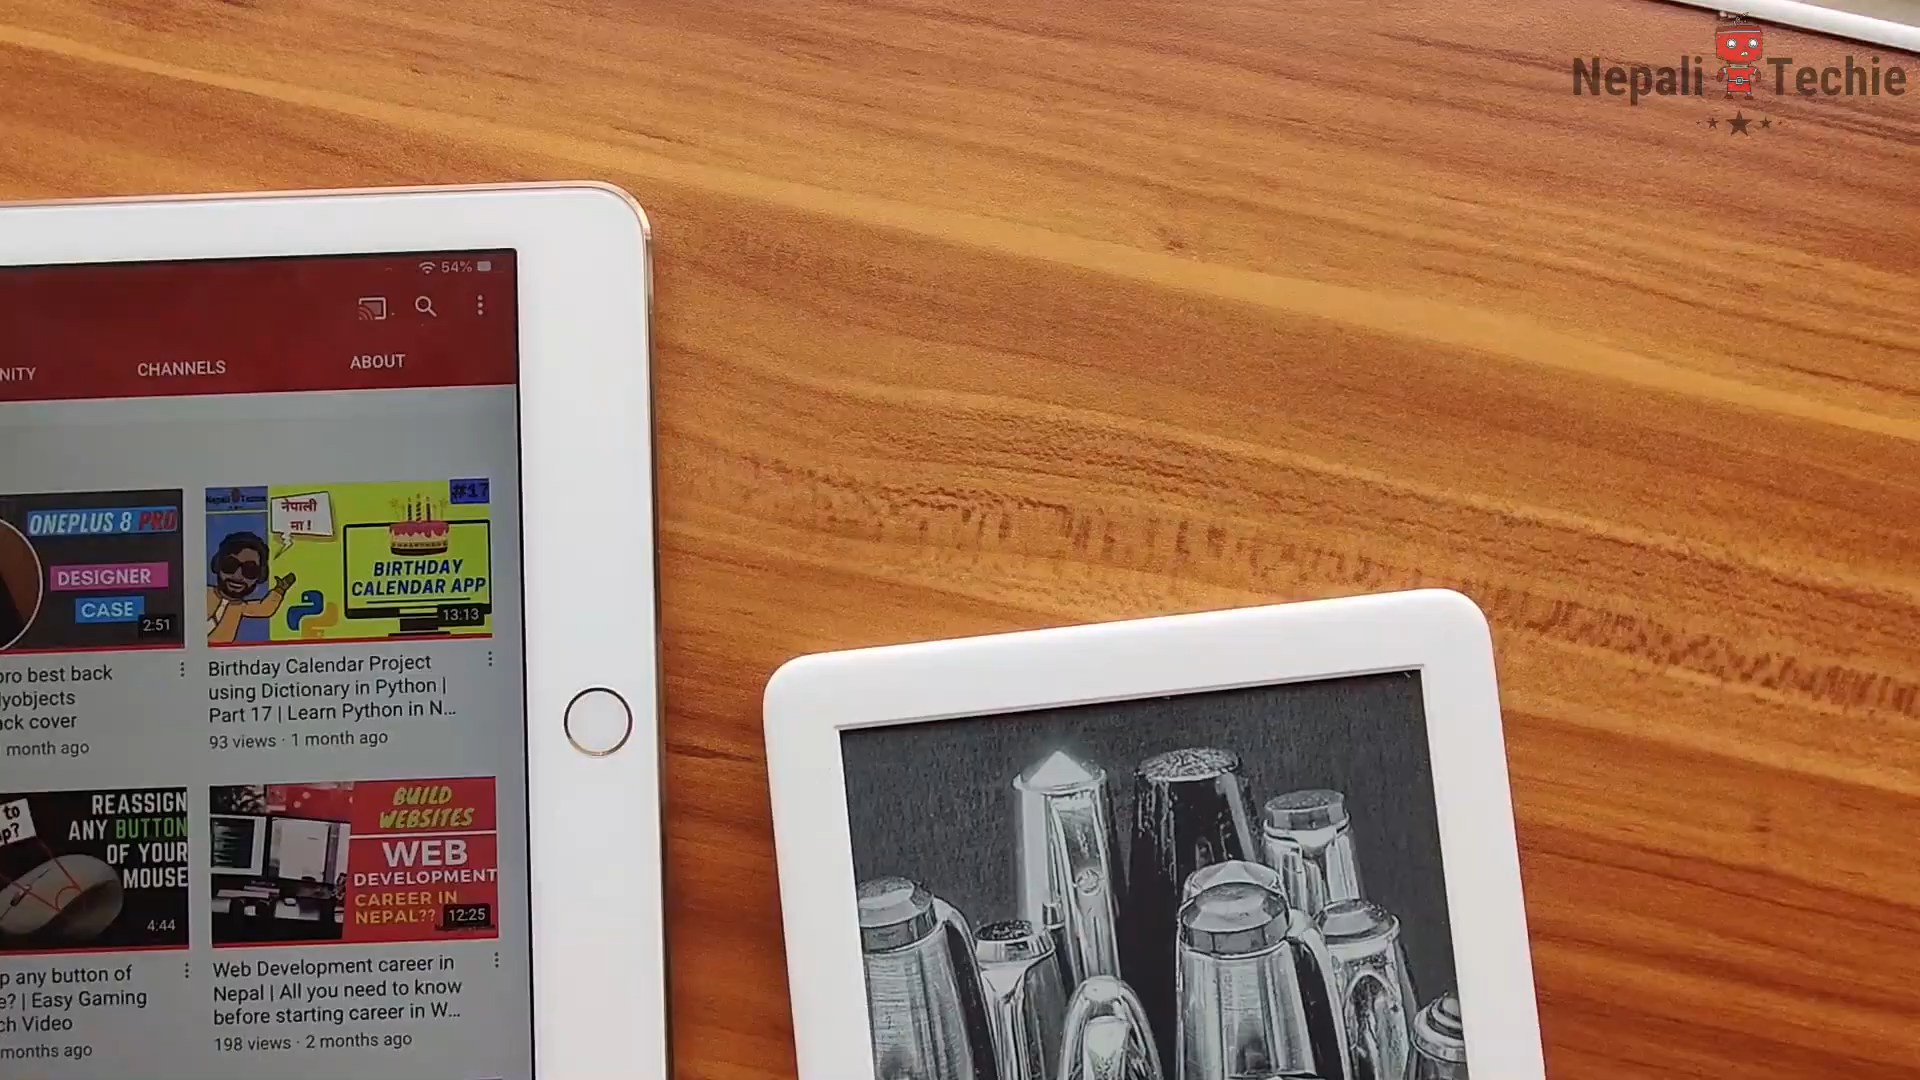 Nepali Techie
54%
NITY
CHANNELS
ABOUT
ONEPLUS 8 PRO
DESIGNER
CASE
2:51
#17
नेपाली
मा !
BIRTHDAY
CALENDAR APP
13:13
pro best back
lyobjects
ack cover
month ago
Birthday Calendar Project
using Dictionary in Python |
Part 17 | Learn Python in N...
93 views · 1 month ago
to
p?
REASSIGN
ANY BUTTON
OF YOUR
MOUSE
4:44
BUILD
WEBSITES
WEB
DEVELOPMENT
CAREER IN
NEPAL??
12:25
p any button of
e? | Easy Gaming
ch Video
months ago
Web Development career in
Nepal | All you need to know
before starting career in W...
198 views · 2 months ago